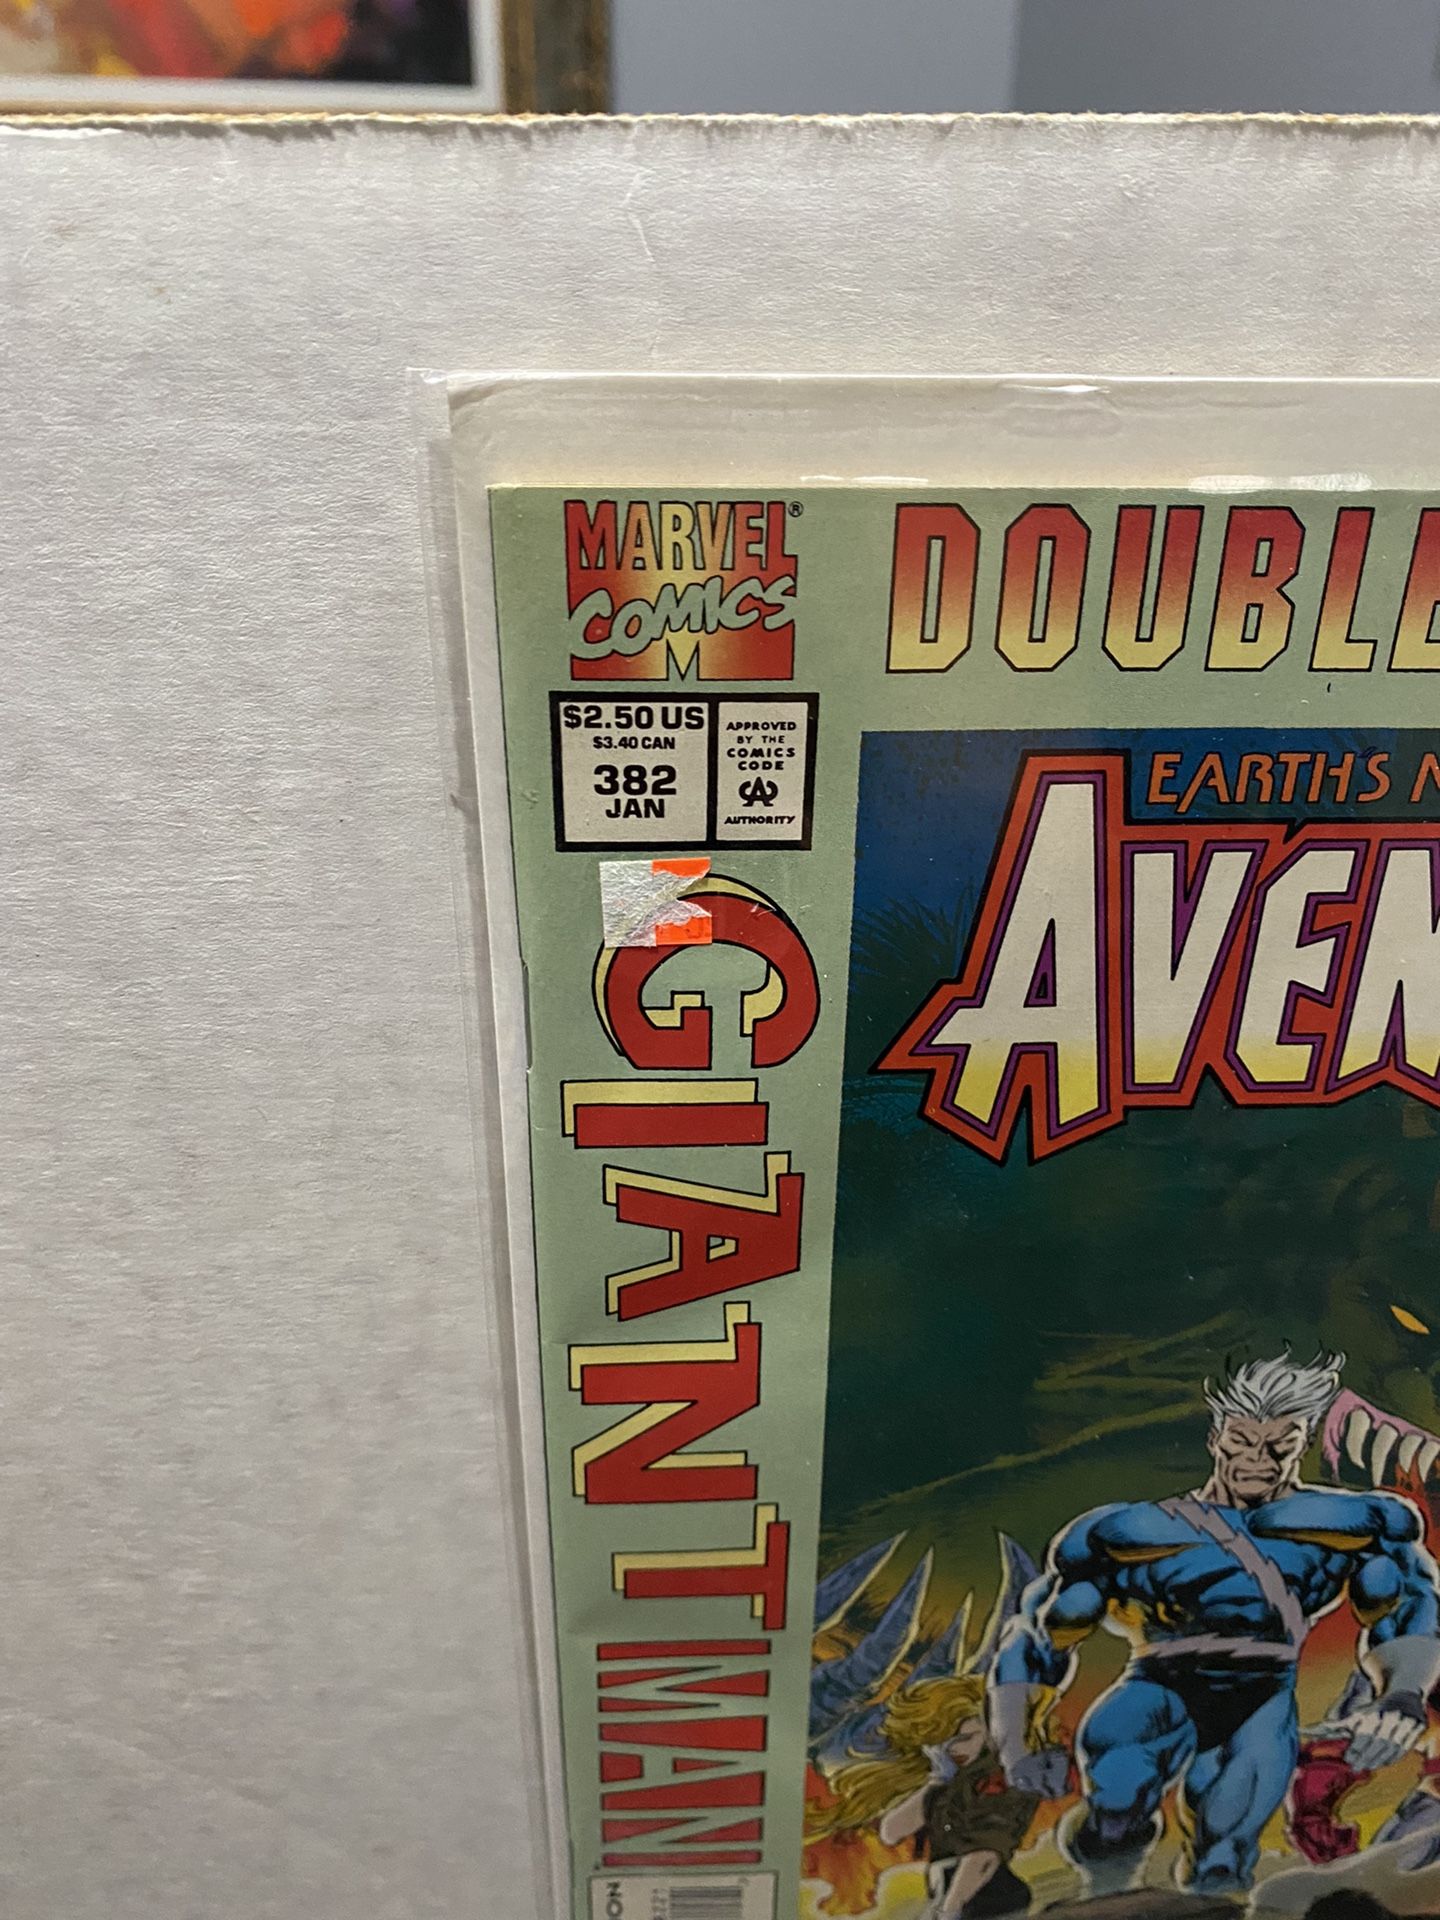 MARVEL®
COMICS
DOUBLE
$2.50 US
$3.40 CAN
382
JAN
APPROVED
BY THE
COMICS
CODE
CA
AUTHORITY
EARTH'S
AVEN
GIANT MAN